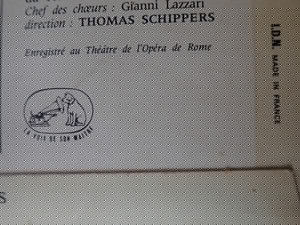 Chef des chœurs : Gianni Lazzari
direction : THOMAS SCHIPPERS
Enregistré au Théâtre de l'Opéra de Rome
LA VOIX DE SON MAITRE
I.D.N. MADE IN FRANCE